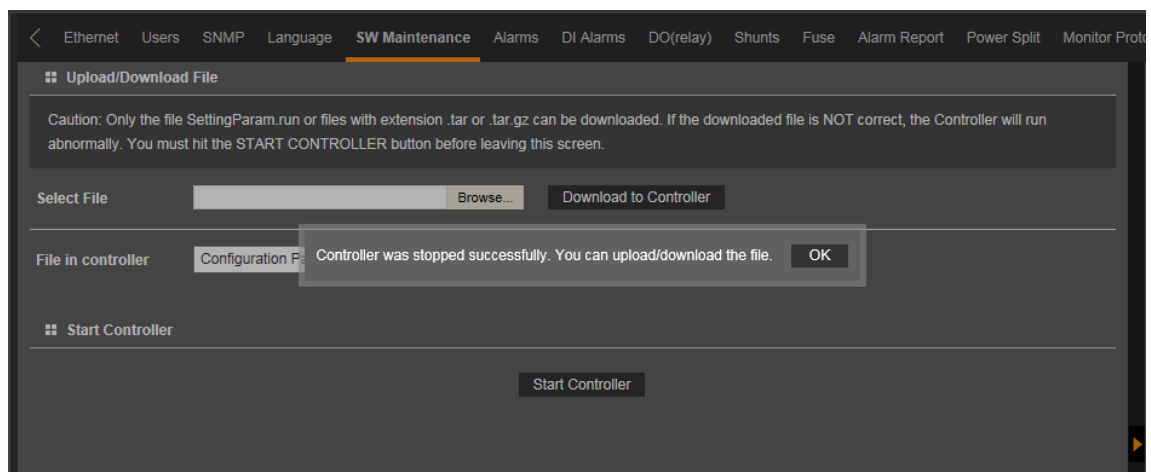 Ethernet Users SNMP Language SW Maintenance Alarms DI Alarms DO(relay) Shunts Fuse Alarm Report Power Split Monitor
Upload/Download File
Caution: Only the file SettingParam.run or files with extension .tar or .tar.gz can be downloaded. If the downloaded file is NOT correct, the Controller will run
abnormally. You must hit the START CONTROLLER button before leaving this screen.
Select File Browse... Download to Controller
Controller was stopped successfully. You can upload/download the file. OK
File in controller Configuration
Start Controller
Start Controller